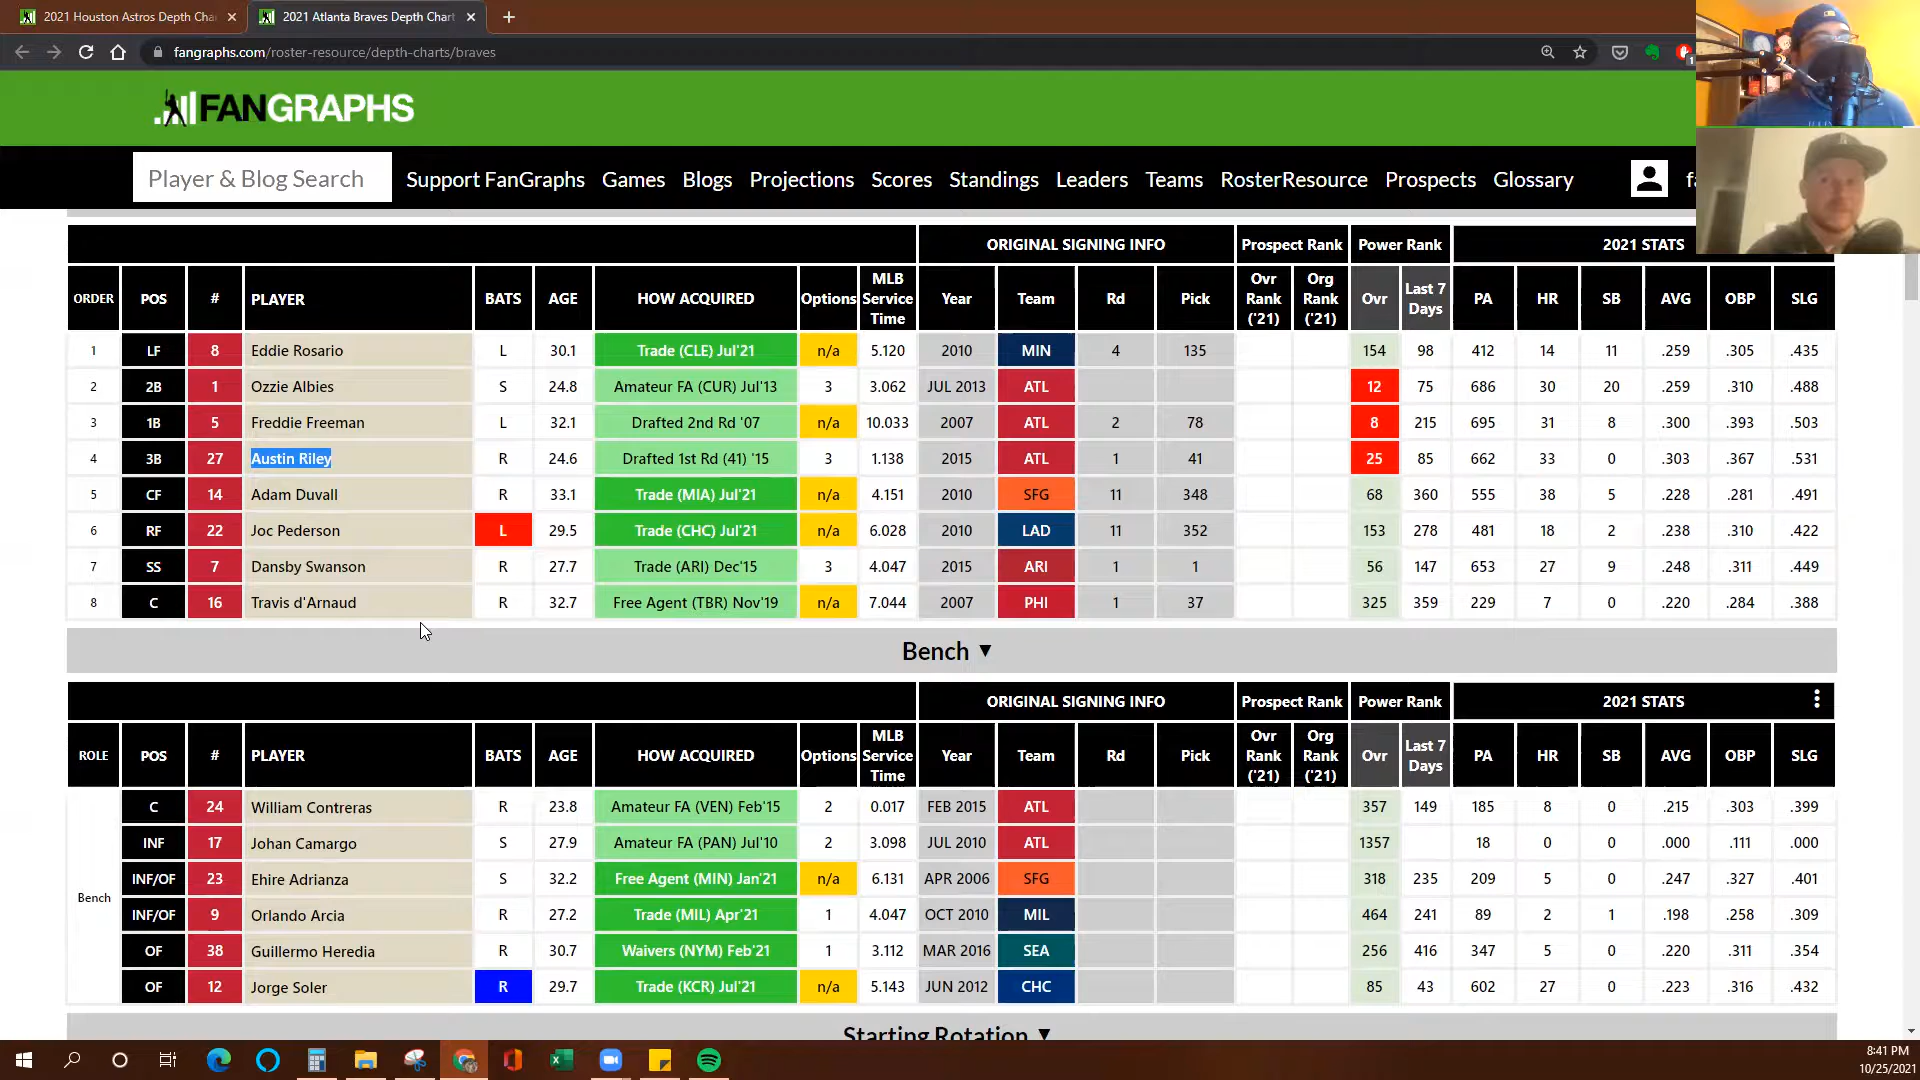 2021 Houston Astros Depth Cha
2021 Atlanta Braves Depth Chart
fangraphs.com/roster-resource/depth-charts/braves
FANGRAPHS
Player & Blog Search Support FanGraphs Games Blogs Projections Scores Standings Leaders Teams RosterResource Prospects Glossary
ORIGINAL SIGNING INFO Prospect Rank Power Rank 2021 STATS
ORDER POS # PLAYER BATS AGE HOW ACQUIRED Options MLB Service Time Year Team Rd Pick Ovr Rank ('21) Org Rank ('21) Ovr Last 7 Days PA HR SB AVG OBP SLG
1 LF 8 Eddie Rosario L 30.1 Trade (CLE) Jul'21 n/a 5.120 2010 MIN 4 135 154 98 412 14 11 .259 .305 .435
2 2B 1 Ozzie Albies S 24.8 Amateur FA (CUR) Jul'13 3 3.062 JUL 2013 ATL 12 75 686 30 20 .259 .310 .488
3 1B 5 Freddie Freeman L 32.1 Drafted 2nd Rd '07 n/a 10.033 2007 ATL 2 78 8 215 695 31 8 .300 .393 .503
4 3B 27 Austin Riley R 24.6 Drafted 1st Rd (41) '15 3 1.138 2015 ATL 1 41 25 85 662 33 0 .303 .367 .531
5 CF 14 Adam Duvall R 33.1 Trade (MIA) Jul'21 n/a 4.151 2010 SFG 11 348 68 360 555 38 5 .228 .281 .491
6 RF 22 Joc Pederson L 29.5 Trade (CHC) Jul'21 n/a 6.028 2010 LAD 11 352 153 278 481 18 2 .238 .310 .422
7 SS 7 Dansby Swanson R 27.7 Trade (ARI) Dec'15 3 4.047 2015 ARI 1 1 56 147 653 27 9 .248 .311 .449
8 C 16 Travis d'Arnaud R 32.7 Free Agent (TBR) Nov'19 n/a 7.044 2007 PHI 1 37 325 359 229 7 0 .220 .284 .388
Bench ▼
ORIGINAL SIGNING INFO Prospect Rank Power Rank 2021 STATS
ROLE POS # PLAYER BATS AGE HOW ACQUIRED Options MLB Service Time Year Team Rd Pick Ovr Rank ('21) Org Rank ('21) Ovr Last 7 Days PA HR SB AVG OBP SLG
C 24 William Contreras R 23.8 Amateur FA (VEN) Feb'15 2 0.017 FEB 2015 ATL 357 149 185 8 0 .215 .303 .399
INF 17 Johan Camargo S 27.9 Amateur FA (PAN) Jul'10 2 3.098 JUL 2010 ATL 1357 18 0 0 .000 .111 .000
INF/OF 23 Ehire Adrianza S 32.2 Free Agent (MIN) Jan'21 n/a 6.131 APR 2006 SFG 318 235 209 5 0 .247 .327 .401
Bench
INF/OF 9 Orlando Arcia R 27.2 Trade (MIL) Apr'21 1 4.047 OCT 2010 MIL 464 241 89 2 1 .198 .258 .309
OF 38 Guillermo Heredia R 30.7 Waivers (NYM) Feb'21 1 3.112 MAR 2016 SEA 256 416 347 5 0 .220 .311 .354
OF 12 Jorge Soler R 29.7 Trade (KCR) Jul'21 n/a 5.143 JUN 2012 CHC 85 43 602 27 0 .223 .316 .432
Starting Rotation ▼
8:41 PM
10/25/2021